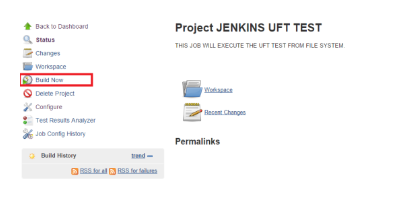 Back to Dashboard
Status
Changes
Workspace
Build Now
Delete Project
Configure
Test Results Analyzer
Job Config History
Build History trend —
RSS for all RSS for failures
Project JENKINS UFT TEST
THIS JOB WILL EXECUTE THE UFT TEST FROM FILE SYSTEM.
Workspace
Recent Changes
Permalinks